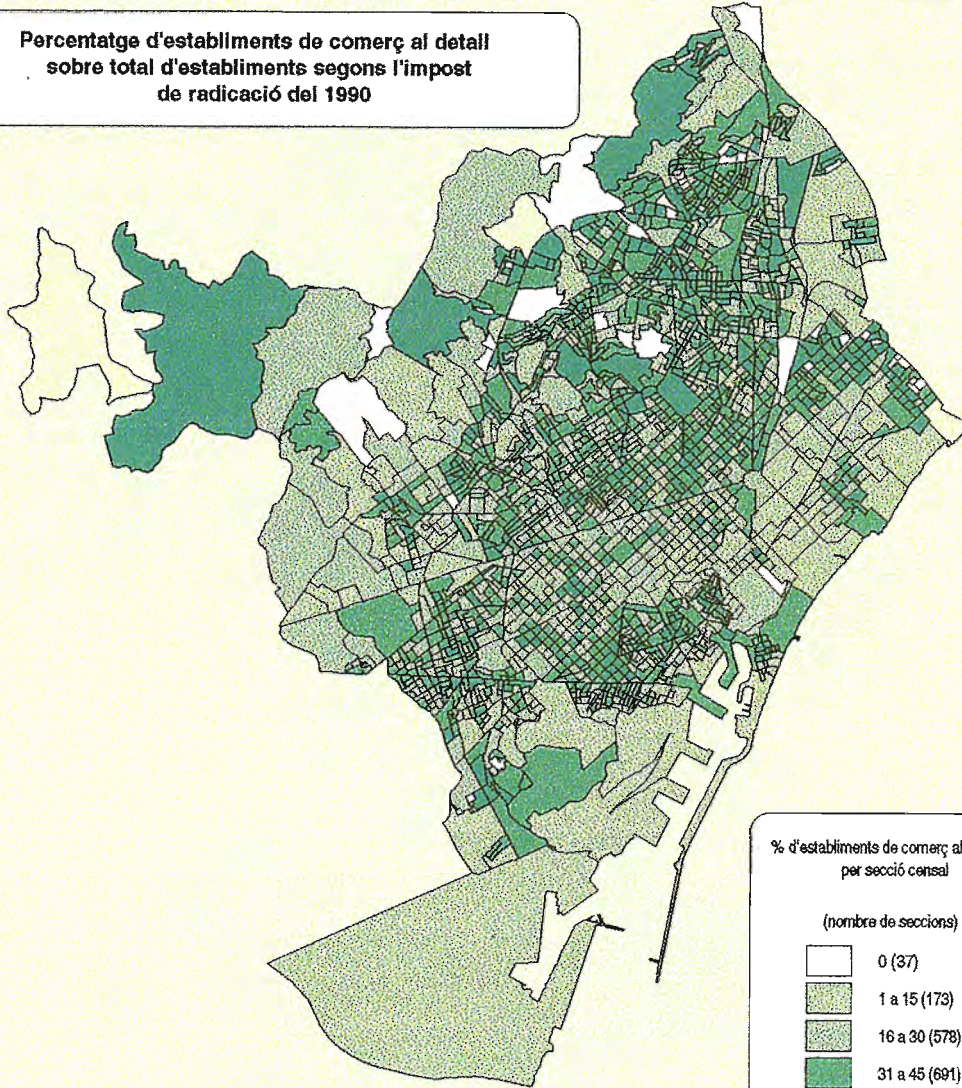 Percentatge d'establiments de comerç al detall
sobre total d'establiments segons l'impost
de radicació del 1990
% d'establiments de comerç al
per secció censal
(nombre de seccions)
0 (37)
1 a 15 (173)
16 a 30 (578)
31 a 45 (691)